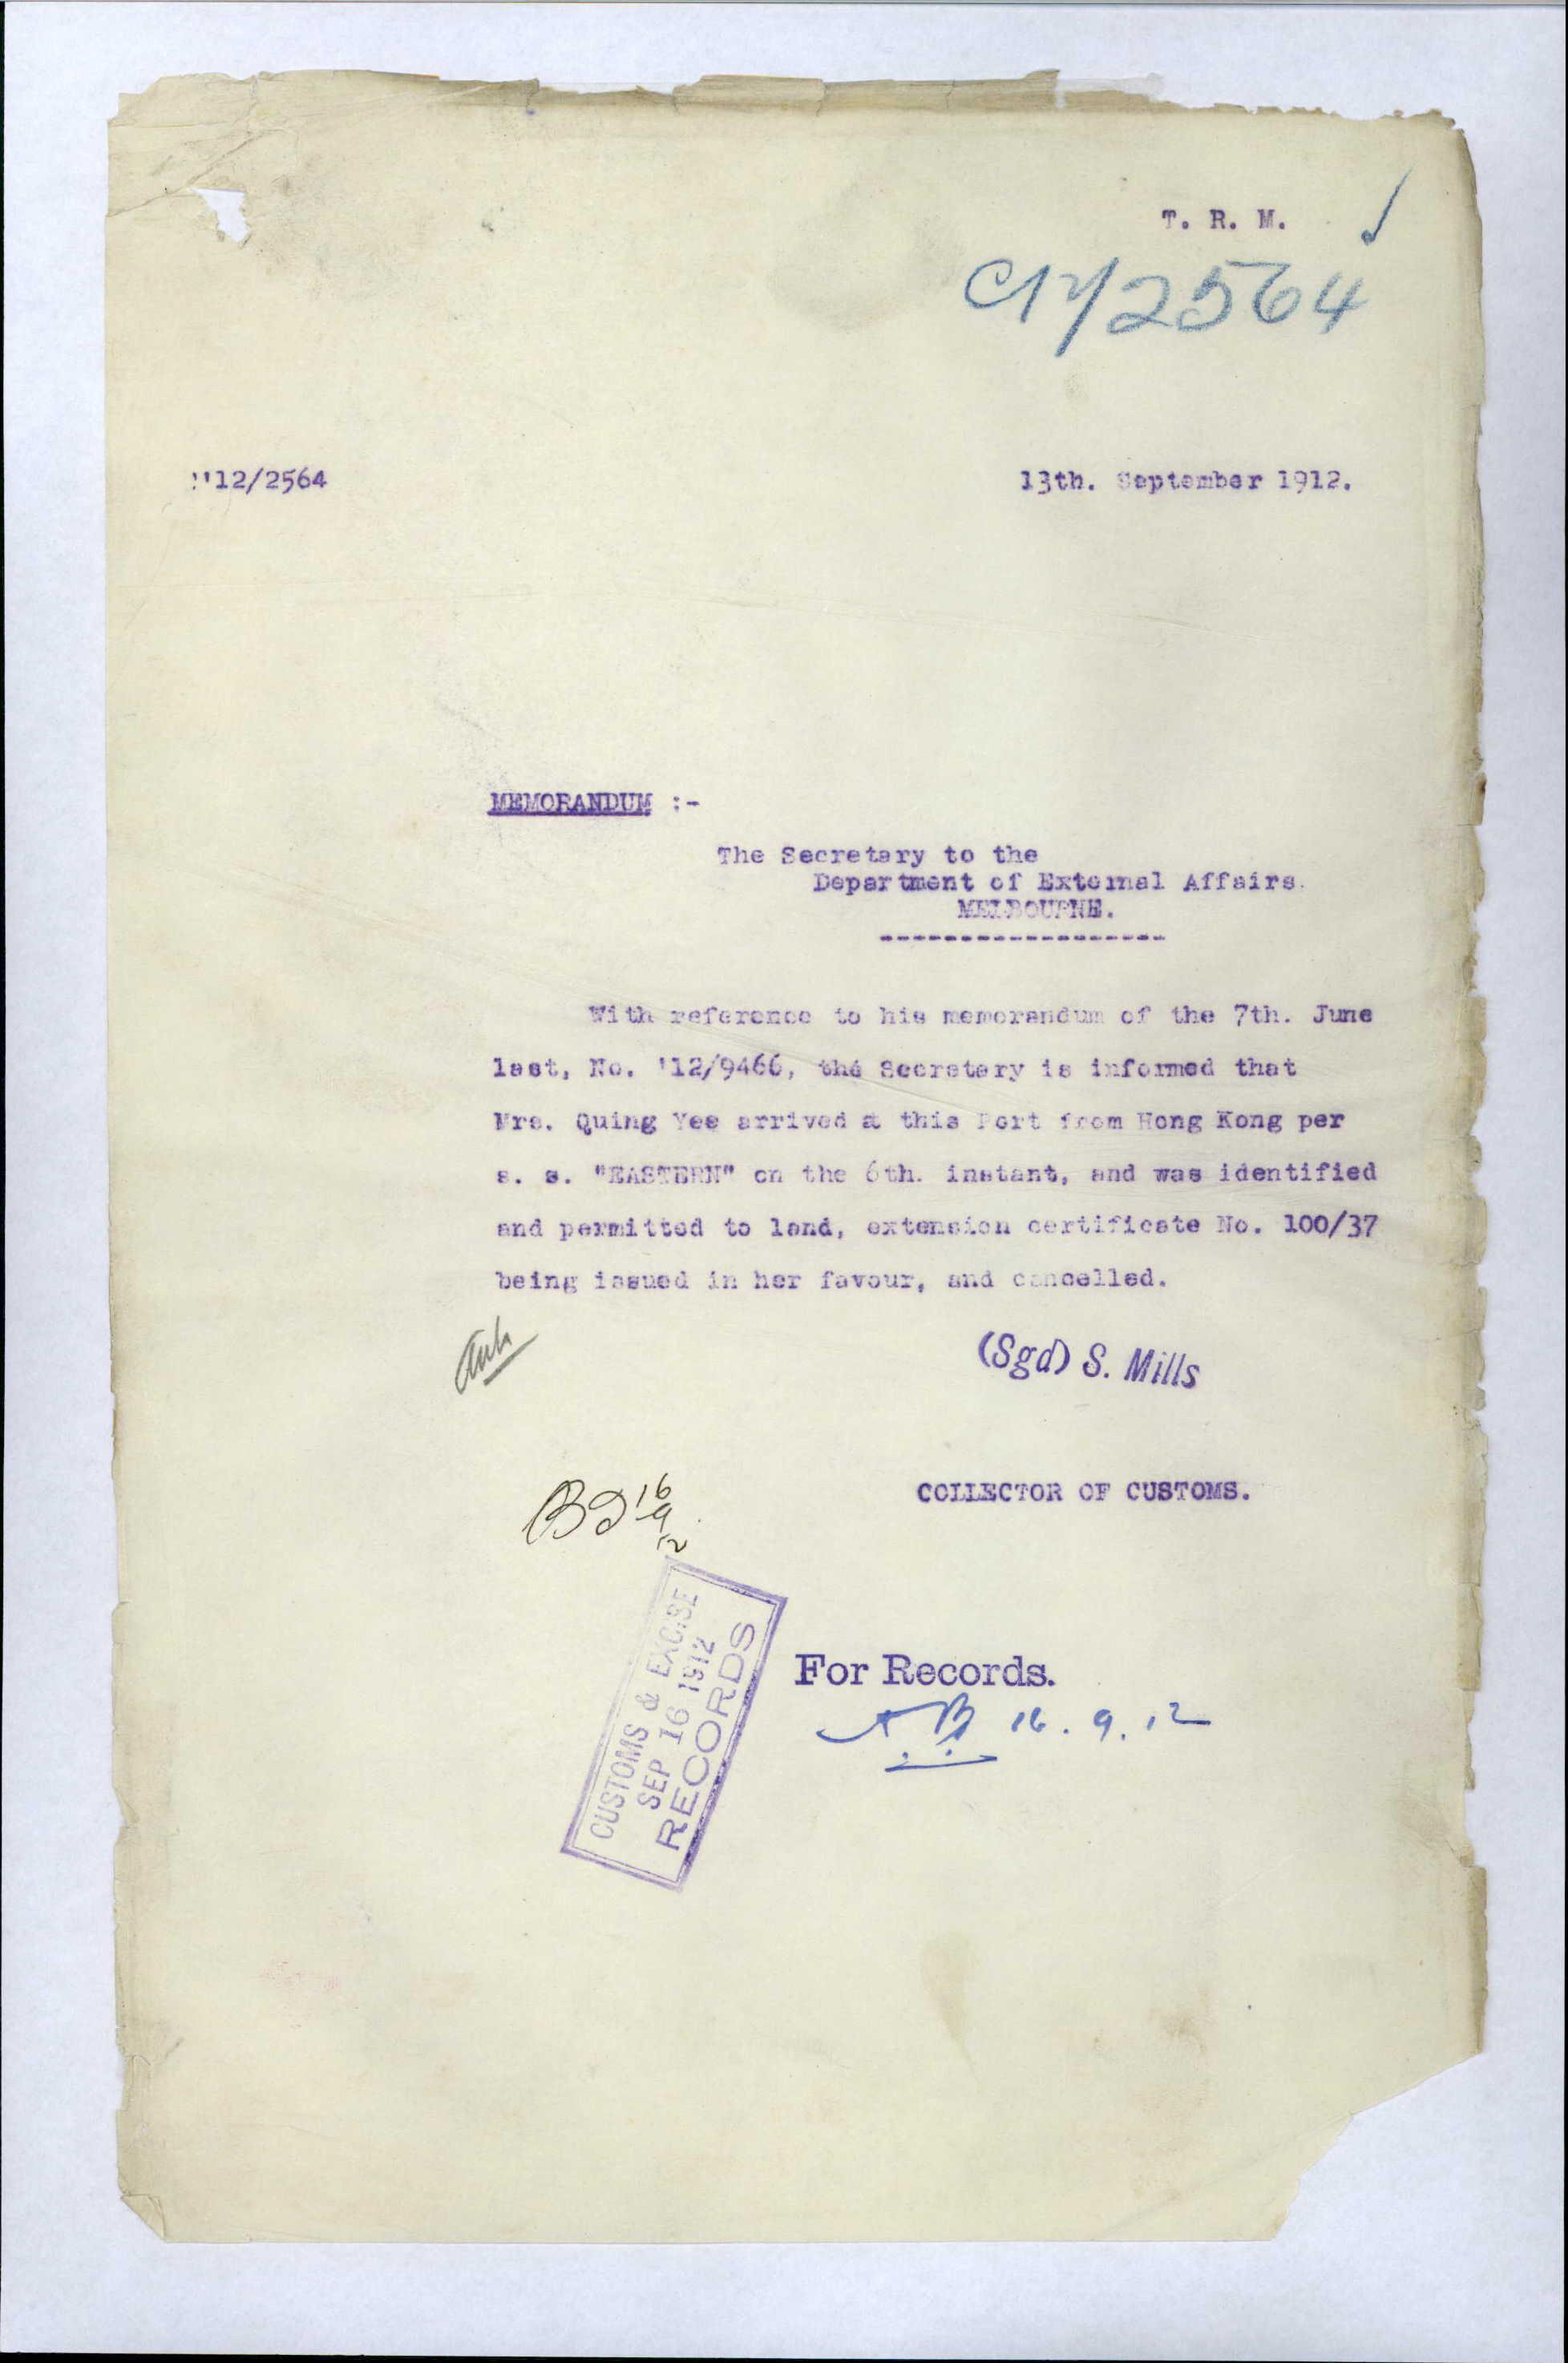 T. R. M.
C12/2564
'12/2564
13th. September 1912.
MEMORANDUM :-
The Secretary to the
Department of External Affairs.
MELBOURNE.
------------------
With reference to his memorandum of the 7th. June
last, No. '12/9466, the Secretary is informed that
Mrs. Quing Yee arrived at this Port from Hong Kong per
s. s. "EASTERN" on the 6th. instant, and was identified
and permitted to land, extension certificate No. 100/37
being issued in her favour, and cancelled.
(Sgd) S. Mills
COLLECTOR OF CUSTOMS.
16
9
12
CUSTOMS & EXCISE
SEP 16 1912
RECORDS
For Records.
16.9.12